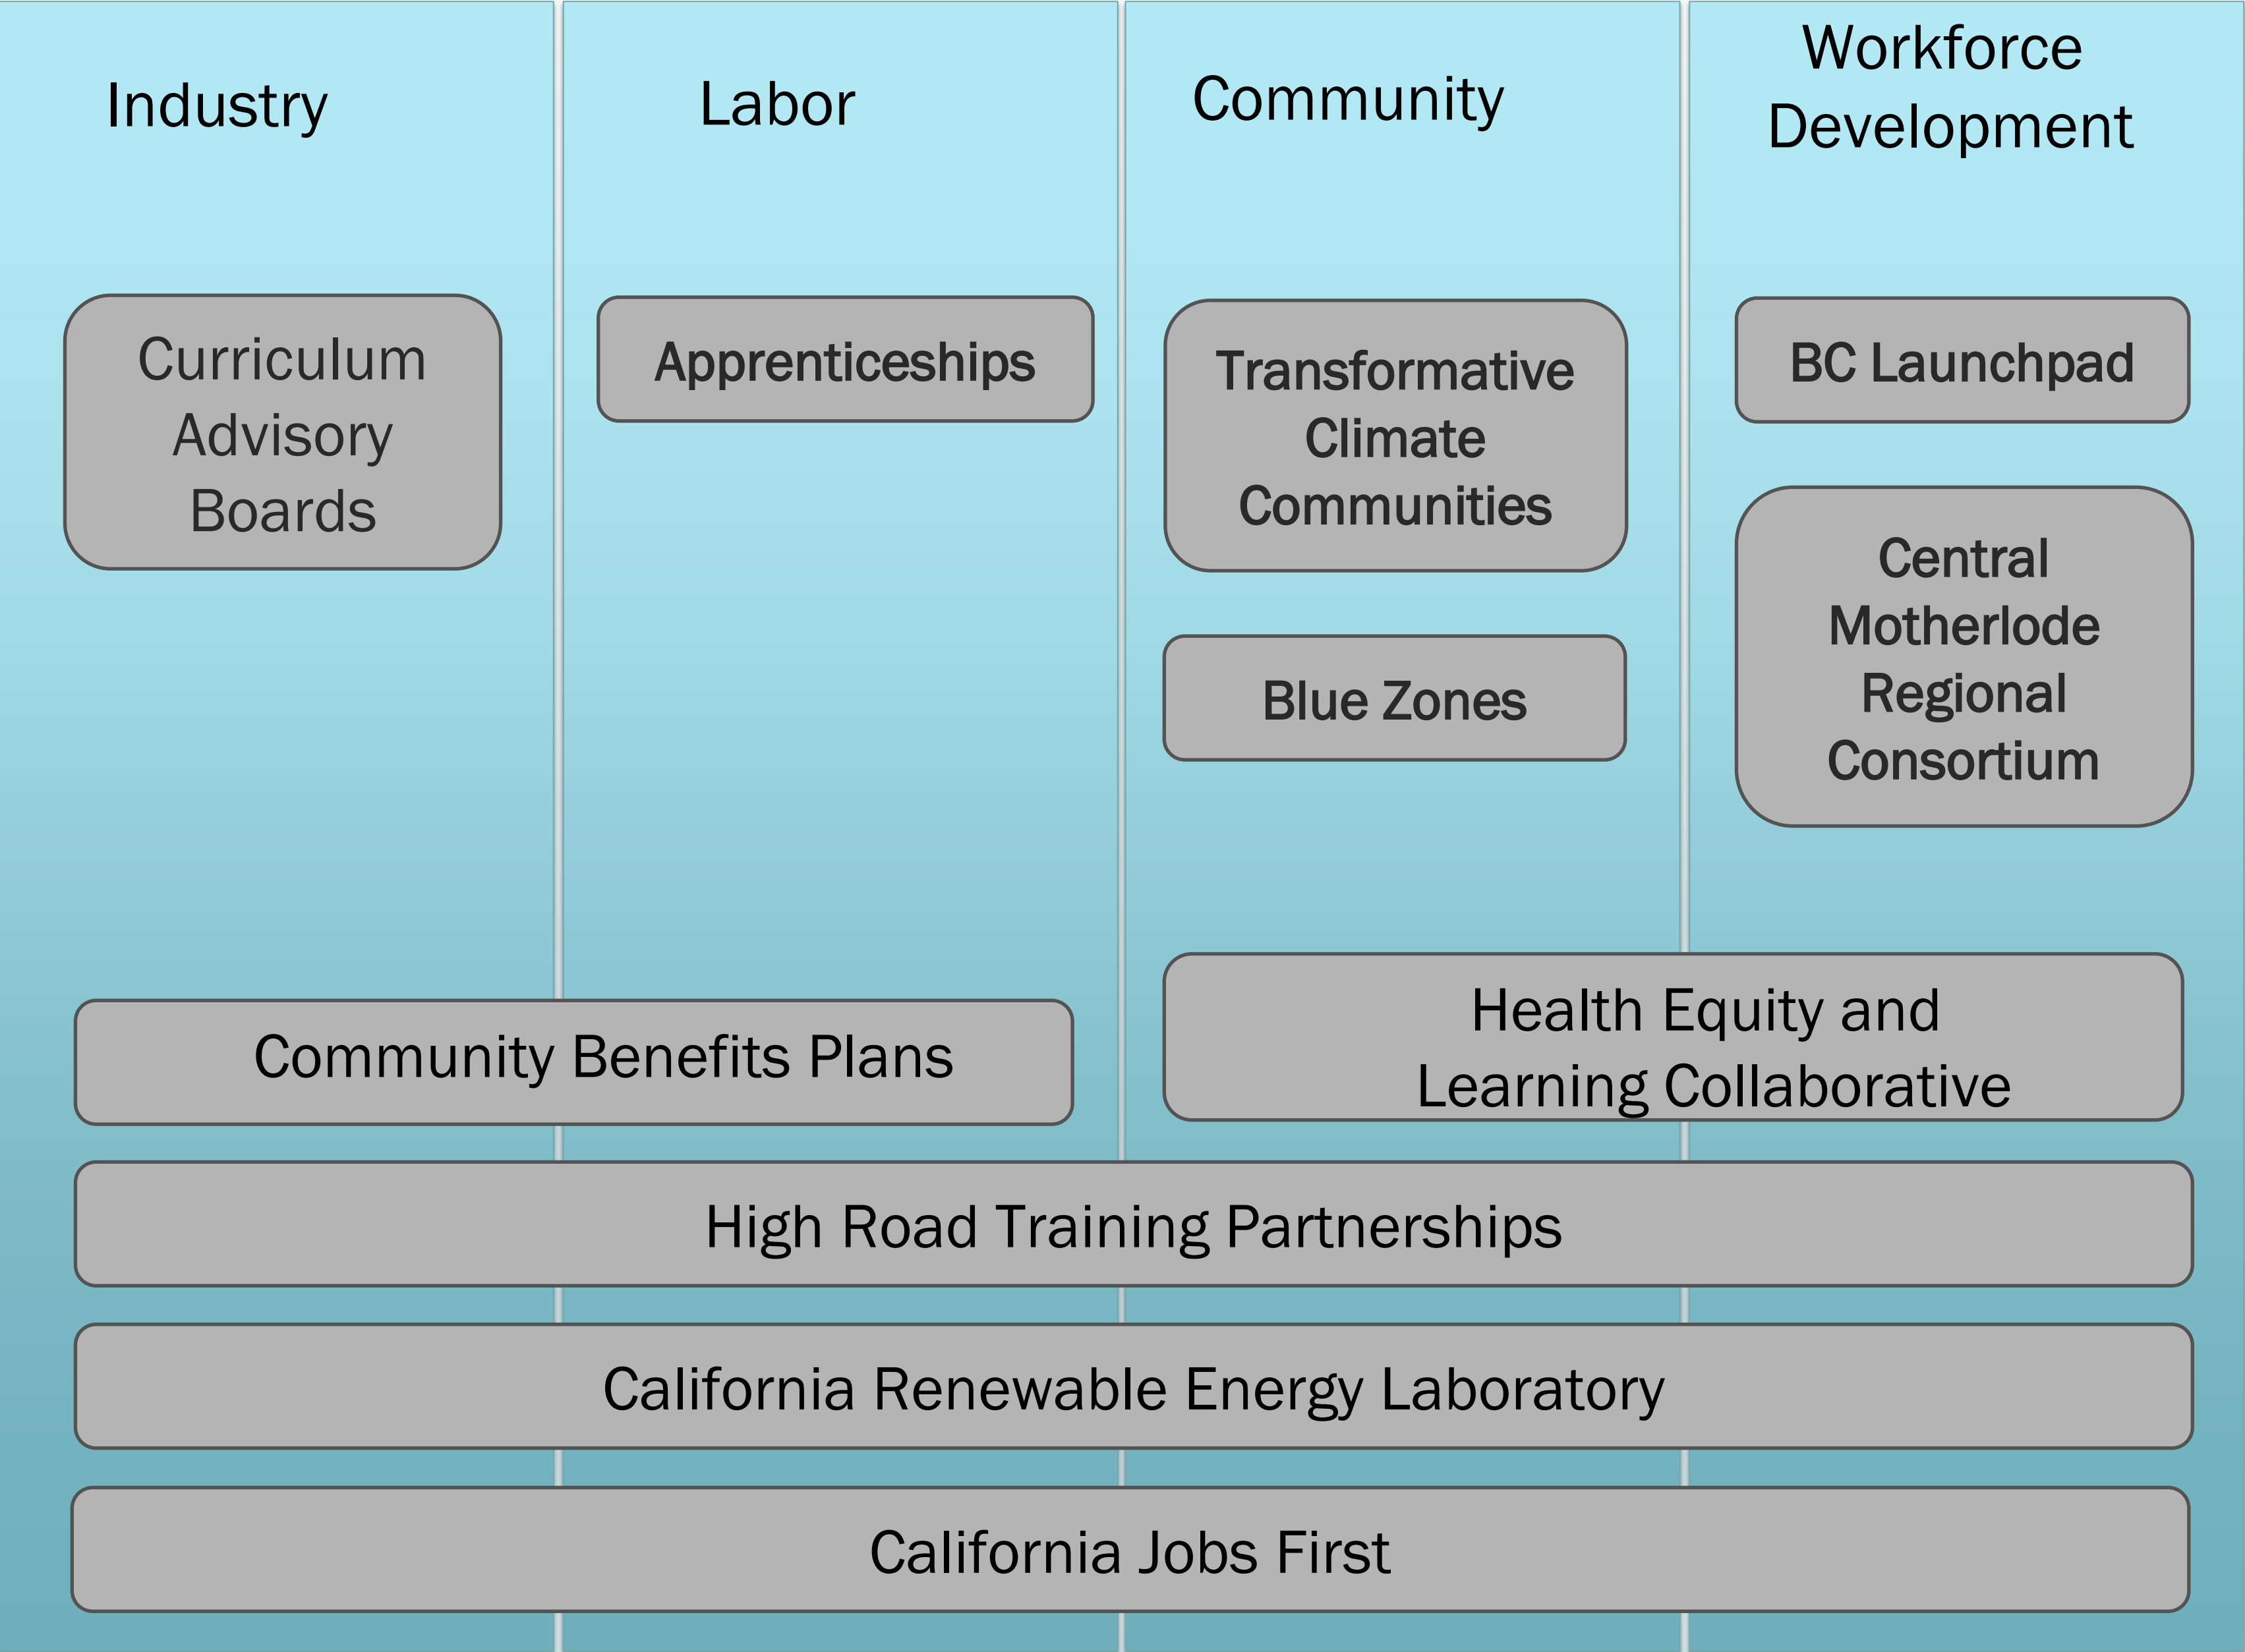 Industry
Labor
Community
Workforce
Development
Curriculum
Advisory
Boards
Apprenticeships
Transformative
Climate
Communities
Blue Zones
BC Launchpad
Central
Motherlode
Regional
Consortium
Community Benefits Plans
Health Equity and
Learning Collaborative
High Road Training Partnerships
California Renewable Energy Laboratory
California Jobs First